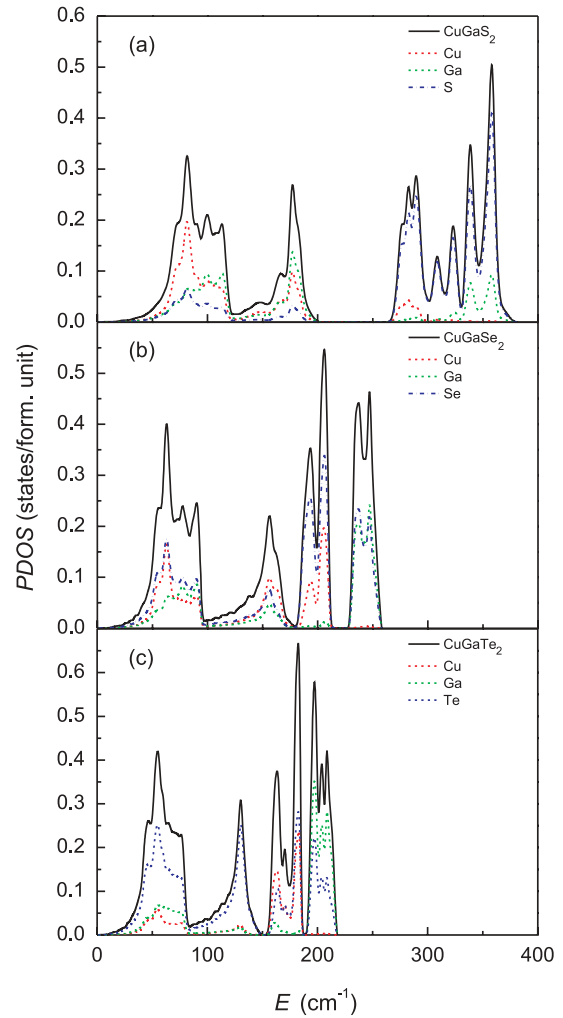 PDOS (states/form. unit)
(a)
CuGaS₂
Cu
Ga
S
0.6
0.5
0.4
0.3
0.2
0.1
0.0
(b)
CuGaSe₂
Cu
Ga
Se
0.5
0.4
0.3
0.2
0.1
0.0
(c)
CuGaTe₂
Cu
Ga
Te
0.6
0.5
0.4
0.3
0.2
0.1
0.0
0 100 200 300 400
E (cm⁻¹)